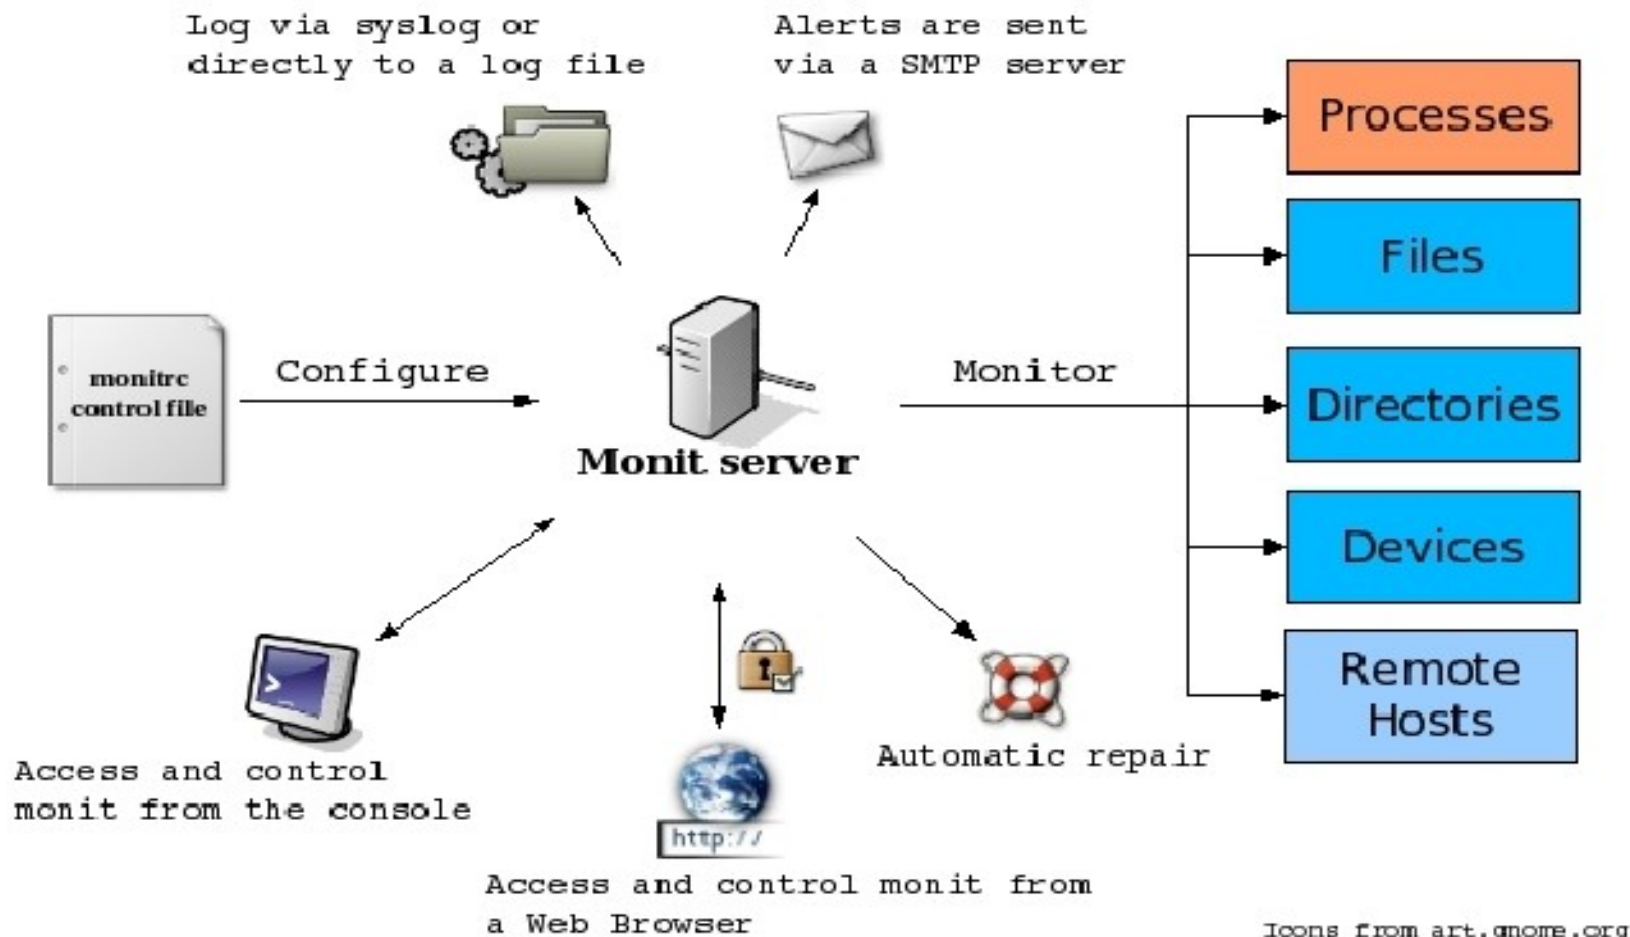 Log via syslog or
directly to a log file
Alerts are sent
via a SMTP server
Processes
Files
monitrc
control file
Configure
Monitor
Directories
Monit server
Devices
Remote
Hosts
Automatic repair
Access and control
monit from the console
http://
Access and control monit from
a Web Browser
Icons from art.gnome.org